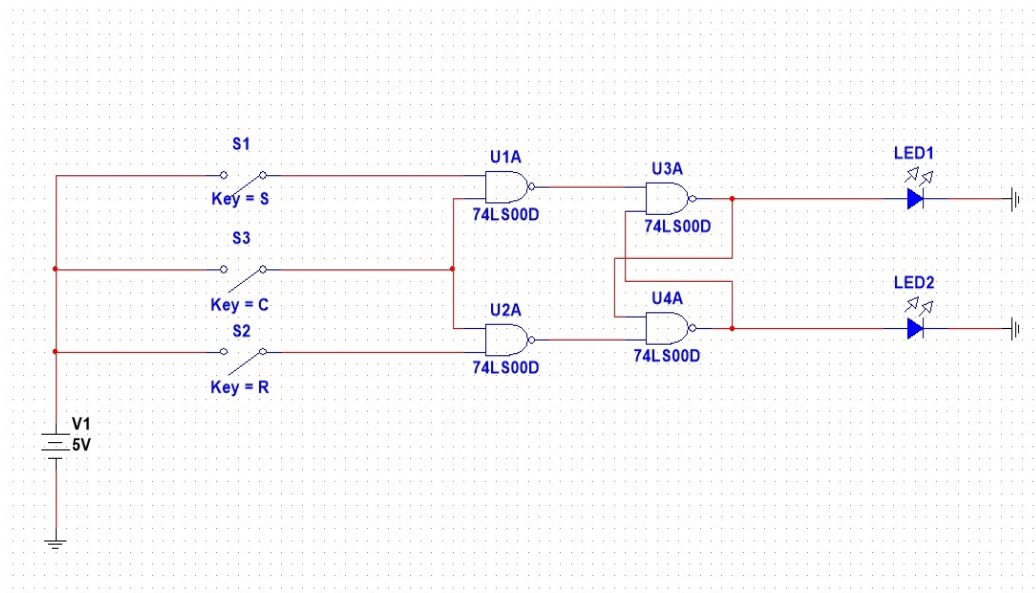 S1
Key = S
S3
Key = C
S2
Key = R
V1
5V
U1A
74LS00D
U2A
74LS00D
U3A
74LS00D
U4A
74LS00D
LED1
LED2